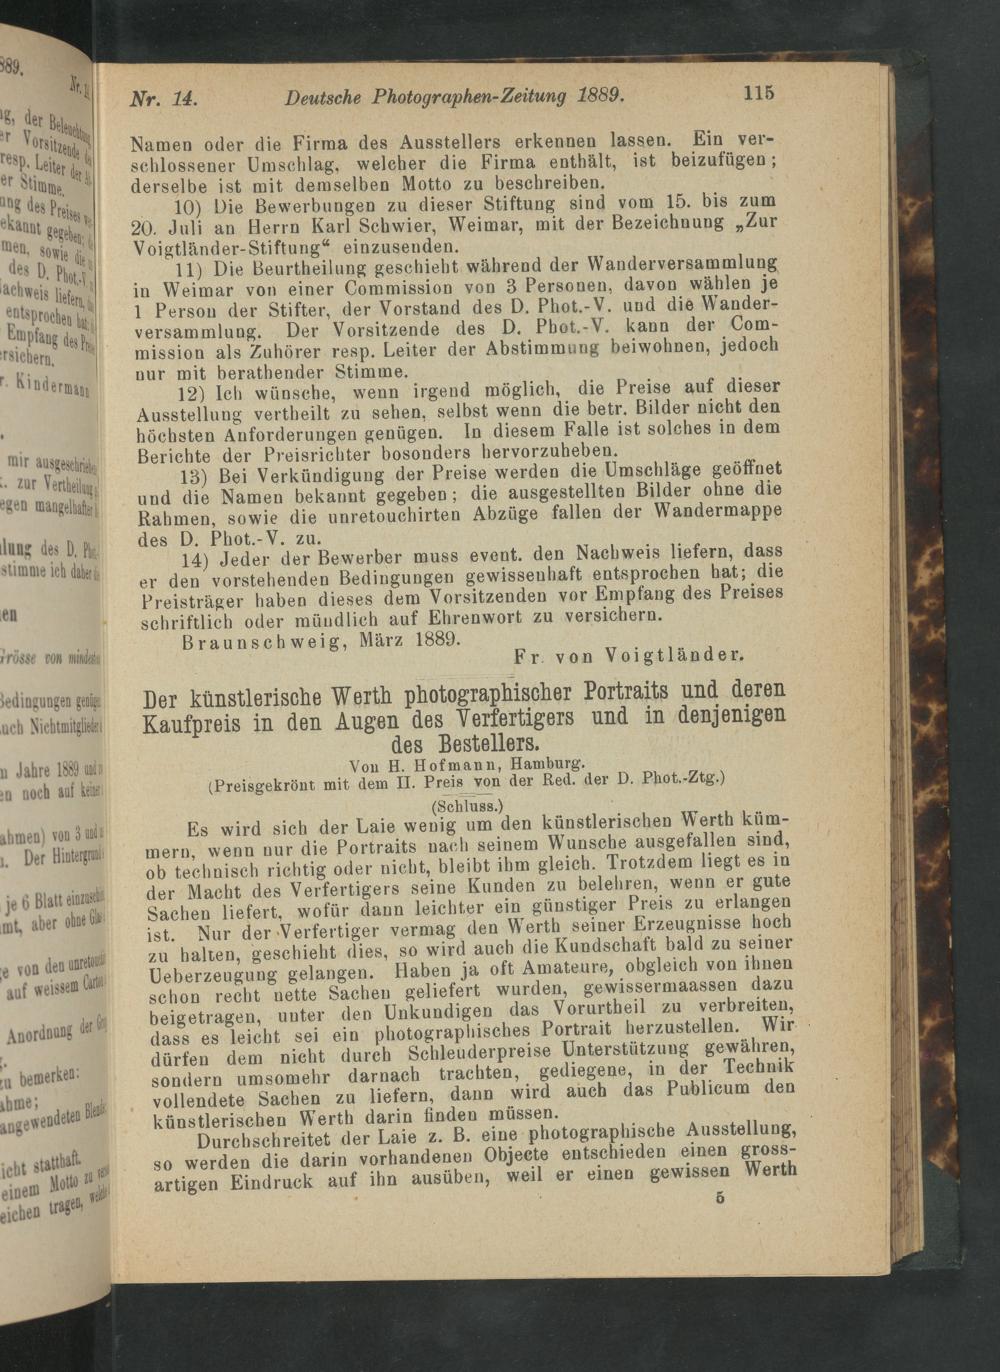 Nr. 14. Deutsche Photographen-Zeitung 1889. 115
Namen oder die Firma des Ausstellers erkennen lassen. Ein ver-
schlossener Umschlag, welcher die Firma enthält, ist beizufügen;
derselbe ist mit demselben Motto zu beschreiben.
10) Die Bewerbungen zu dieser Stiftung sind vom 15. bis zum
20. Juli an Herrn Karl Schwier, Weimar, mit der Bezeichnung „Zur
Voigtländer-Stiftung“ einzusenden.
11) Die Beurtheilung geschieht während der Wanderversammlung
in Weimar von einer Commission von 3 Personen, davon wählen je
1 Person der Stifter, der Vorstand des D. Phot.-V. und die Wander-
versammlung. Der Vorsitzende des D. Phot.-V. kann der Com-
mission als Zuhörer resp. Leiter der Abstimmung beiwohnen, jedoch
nur mit berathender Stimme.
12) Ich wünsche, wenn irgend möglich, die Preise auf dieser
Ausstellung vertheilt zu sehen, selbst wenn die betr. Bilder nicht den
höchsten Anforderungen genügen. In diesem Falle ist solches in dem
Berichte der Preisrichter bosonders hervorzuheben.
13) Bei Verkündigung der Preise werden die Umschläge geöffnet
und die Namen bekannt gegeben; die ausgestellten Bilder ohne die
Rahmen, sowie die unretouchirten Abzüge fallen der Wandermappe
des D. Phot.-V. zu.
14) Jeder der Bewerber muss event. den Nachweis liefern, dass
er den vorstehenden Bedingungen gewissenhaft entsprochen hat; die
Preisträger haben dieses dem Vorsitzenden vor Empfang des Preises
schriftlich oder mündlich auf Ehrenwort zu versichern.
Braunschweig, März 1889.
Fr. von Voigtländer.
Der künstlerische Werth photographischer Portraits und deren
Kaufpreis in den Augen des Verfertigers und in denjenigen
des Bestellers.
Von H. Hofmann, Hamburg.
(Preisgekrönt mit dem II. Preis von der Red. der D. Phot.-Ztg.)
(Schluss.)
Es wird sich der Laie wenig um den künstlerischen Werth küm-
mern, wenn nur die Portraits nach seinem Wunsche ausgefallen sind,
ob technisch richtig oder nicht, bleibt ihm gleich. Trotzdem liegt es in
der Macht des Verfertigers seine Kunden zu belehren, wenn er gute
Sachen liefert, wofür dann leichter ein günstiger Preis zu erlangen
ist. Nur der Verfertiger vermag den Werth seiner Erzeugnisse hoch
zu halten, geschieht dies, so wird auch die Kundschaft bald zu seiner
Ueberzeugung gelangen. Haben ja oft Amateure, obgleich von ihnen
schon recht nette Sachen geliefert wurden, gewissermaassen dazu
beigetragen, unter den Unkundigen das Vorurtheil zu verbreiten,
dass es leicht sei ein photographisches Portrait herzustellen. Wir
dürfen dem nicht durch Schleuderpreise Unterstützung gewähren,
sondern umsomehr darnach trachten, gediegene, in der Technik
vollendete Sachen zu liefern, dann wird auch das Publicum den
künstlerischen Werth darin finden müssen.
Durchschreitet der Laie z. B. eine photographische Ausstellung,
so werden die darin vorhandenen Objecte entschieden einen gross-
artigen Eindruck auf ihn ausüben, weil er einen gewissen Werth
5